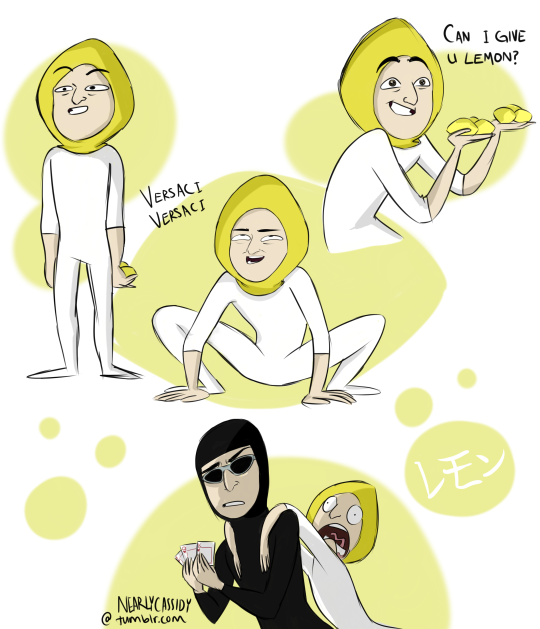 CAN I GIVE
U LEMON?
VERSACI
VERSACI
レモン
NEARLYCASSIDY
@tumblr.com